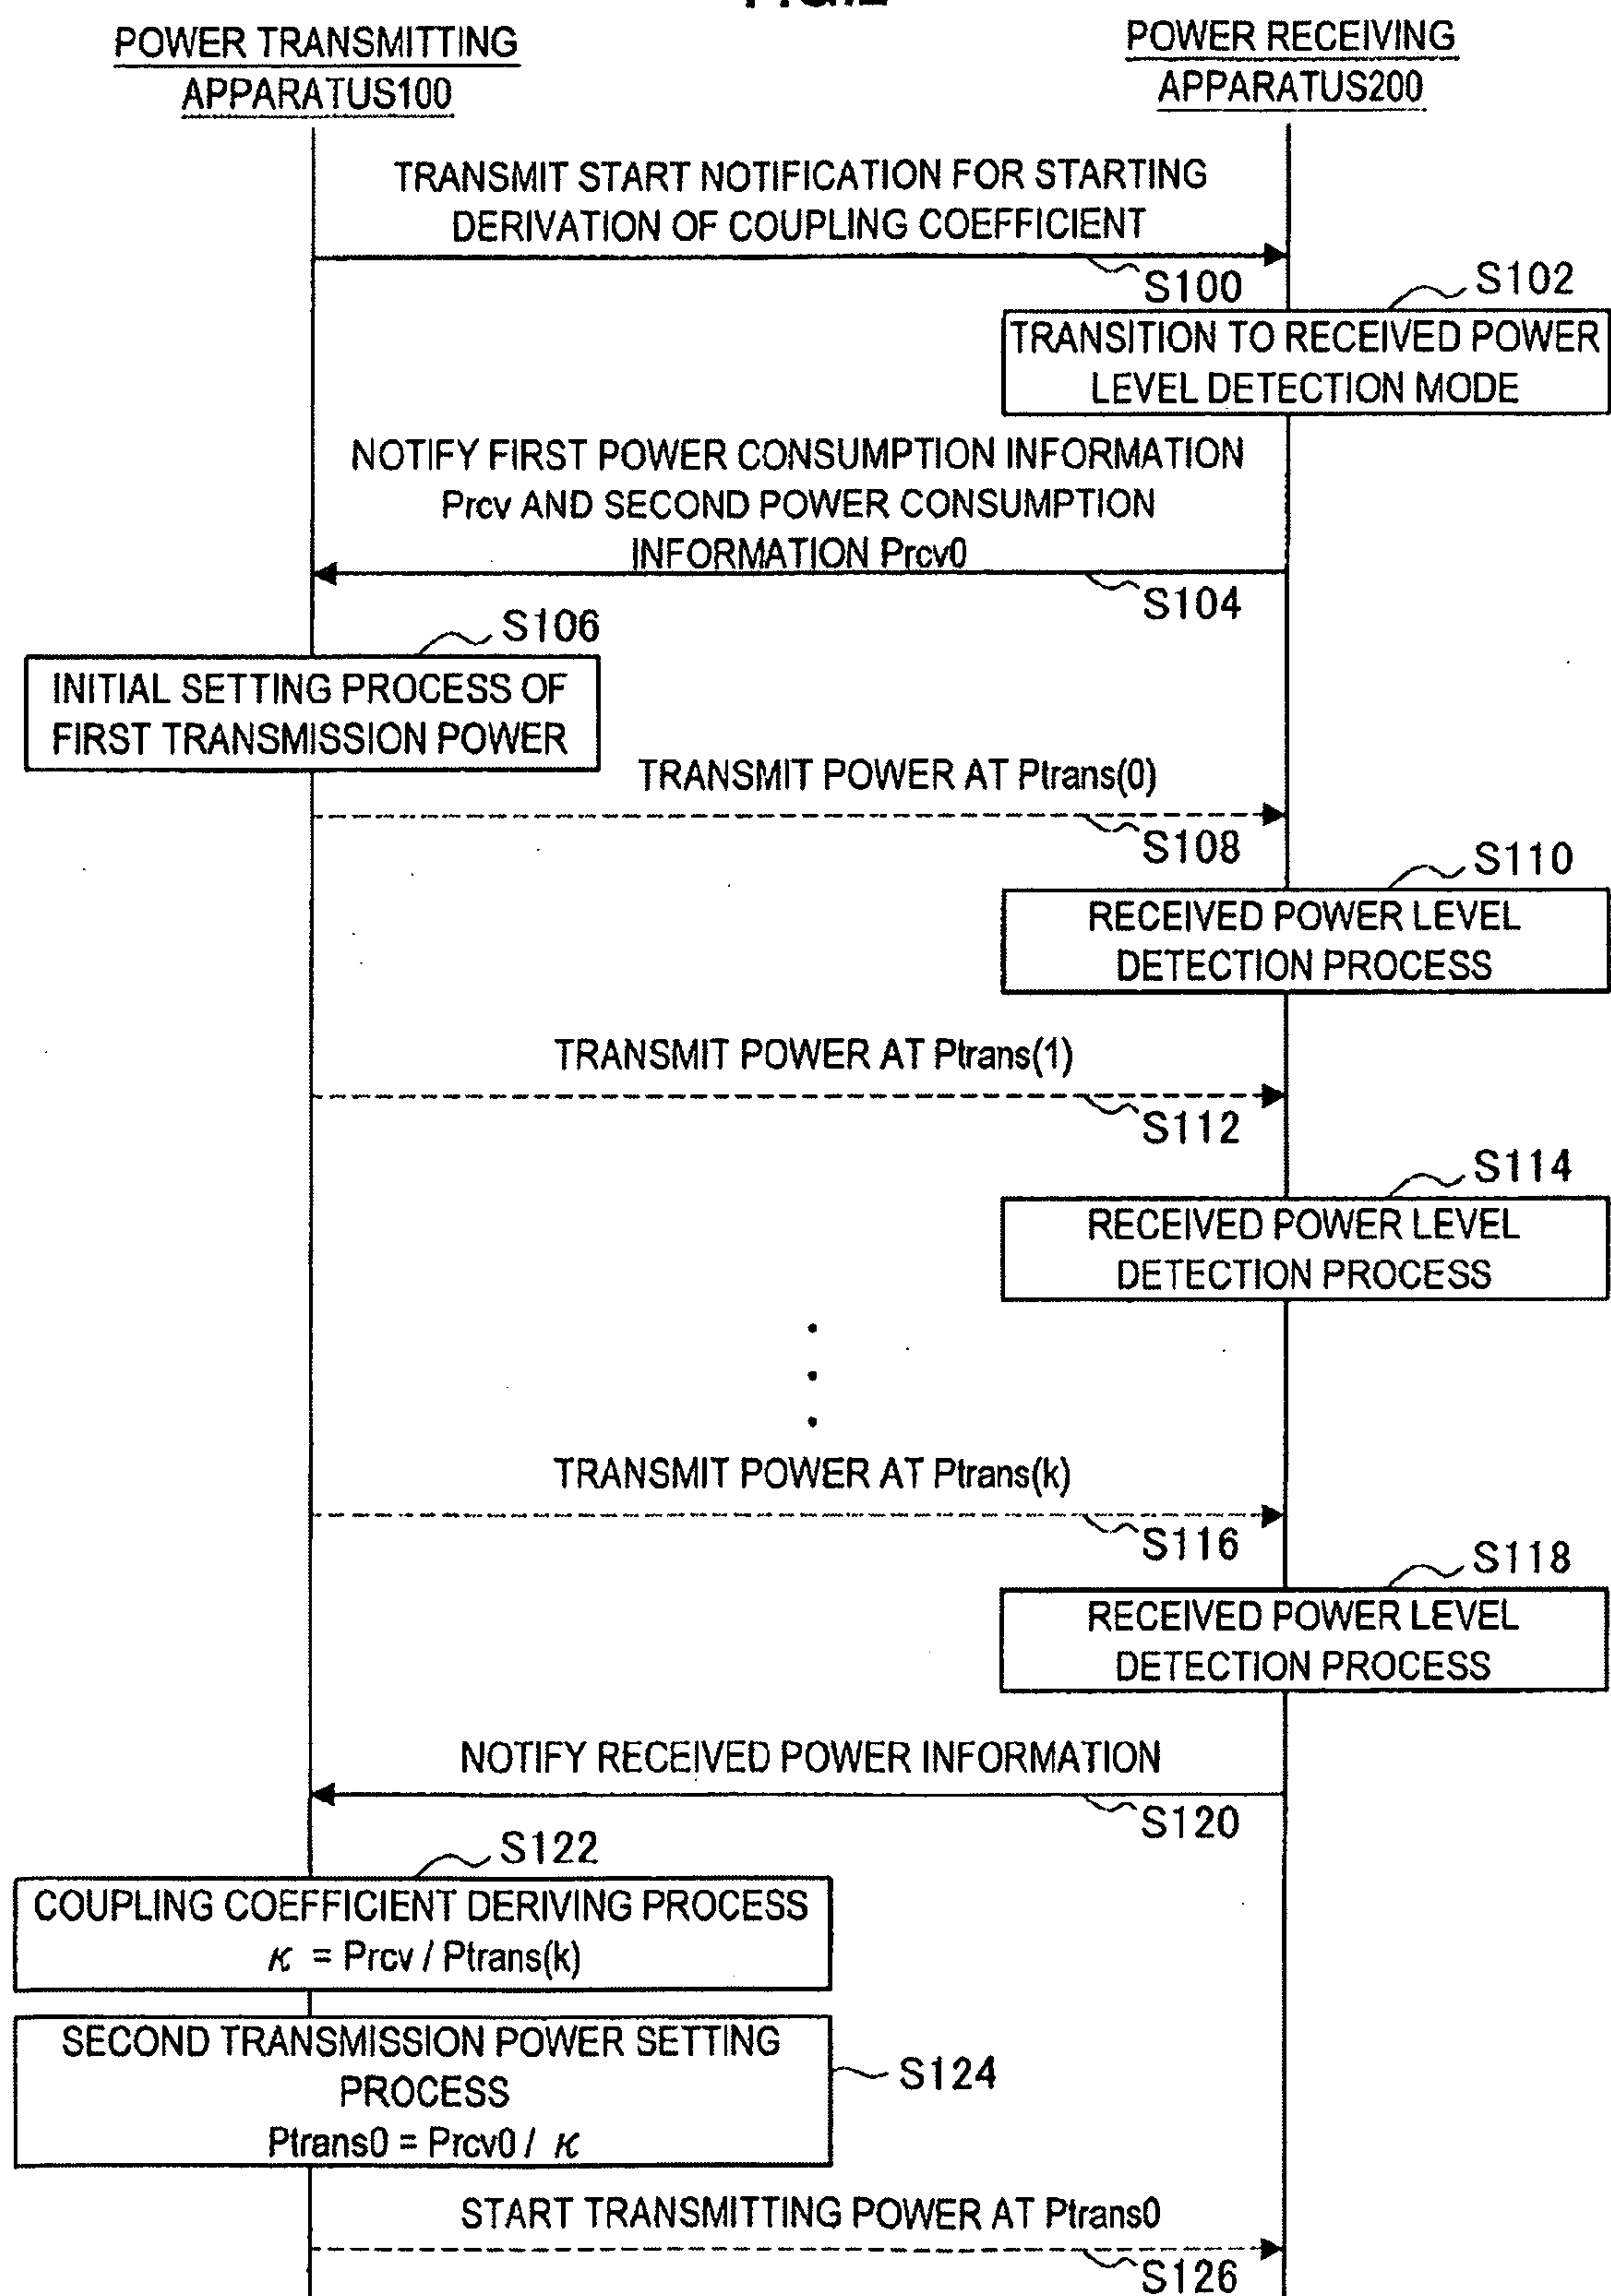 POWER TRANSMITTING
APPARATUS100
POWER RECEIVING
APPARATUS200
TRANSMIT START NOTIFICATION FOR STARTING
DERIVATION OF COUPLING COEFFICIENT
S100
S102
TRANSITION TO RECEIVED POWER
LEVEL DETECTION MODE
NOTIFY FIRST POWER CONSUMPTION INFORMATION
Prcv AND SECOND POWER CONSUMPTION
INFORMATION Prcv0
S104
S106
INITIAL SETTING PROCESS OF
FIRST TRANSMISSION POWER
TRANSMIT POWER AT Ptrans(0)
S108
S110
RECEIVED POWER LEVEL
DETECTION PROCESS
TRANSMIT POWER AT Ptrans(1)
S112
S114
RECEIVED POWER LEVEL
DETECTION PROCESS
TRANSMIT POWER AT Ptrans(k)
S116
S118
RECEIVED POWER LEVEL
DETECTION PROCESS
NOTIFY RECEIVED POWER INFORMATION
S120
S122
COUPLING COEFFICIENT DERIVING PROCESS
κ = Prcv / Ptrans(k)
SECOND TRANSMISSION POWER SETTING
PROCESS
Ptrans0 = Prcv0 / κ
S124
START TRANSMITTING POWER AT Ptrans0
S126